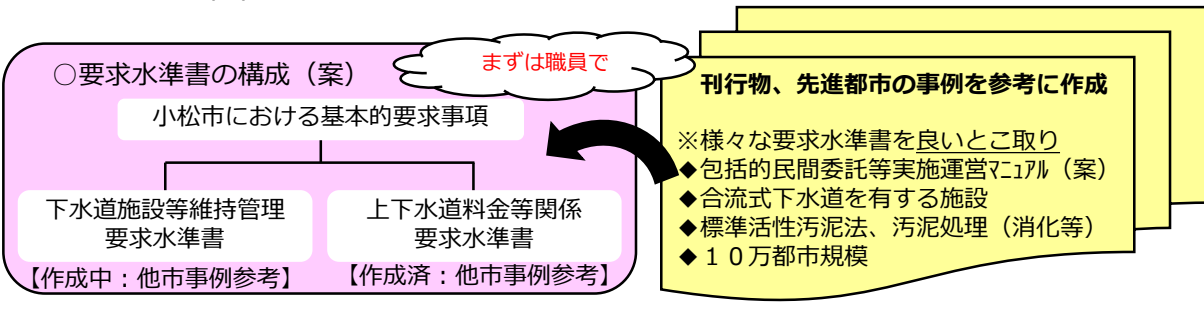 ○要求水準書の構成（案）
まずは職員で
小松市における基本的要求事項
下水道施設等維持管理
要求水準書
【作成中：他市事例参考】
上下水道料金等関係
要求水準書
【作成済：他市事例参考】
刊行物、先進都市の事例を参考に作成
※様々な要求水準書を良いとこ取り
◆包括的民間委託等実施運営ﾏﾆｭｱﾙ（案）
◆合流式下水道を有する施設
◆標準活性汚泥法、汚泥処理（消化等）
◆１０万都市規模